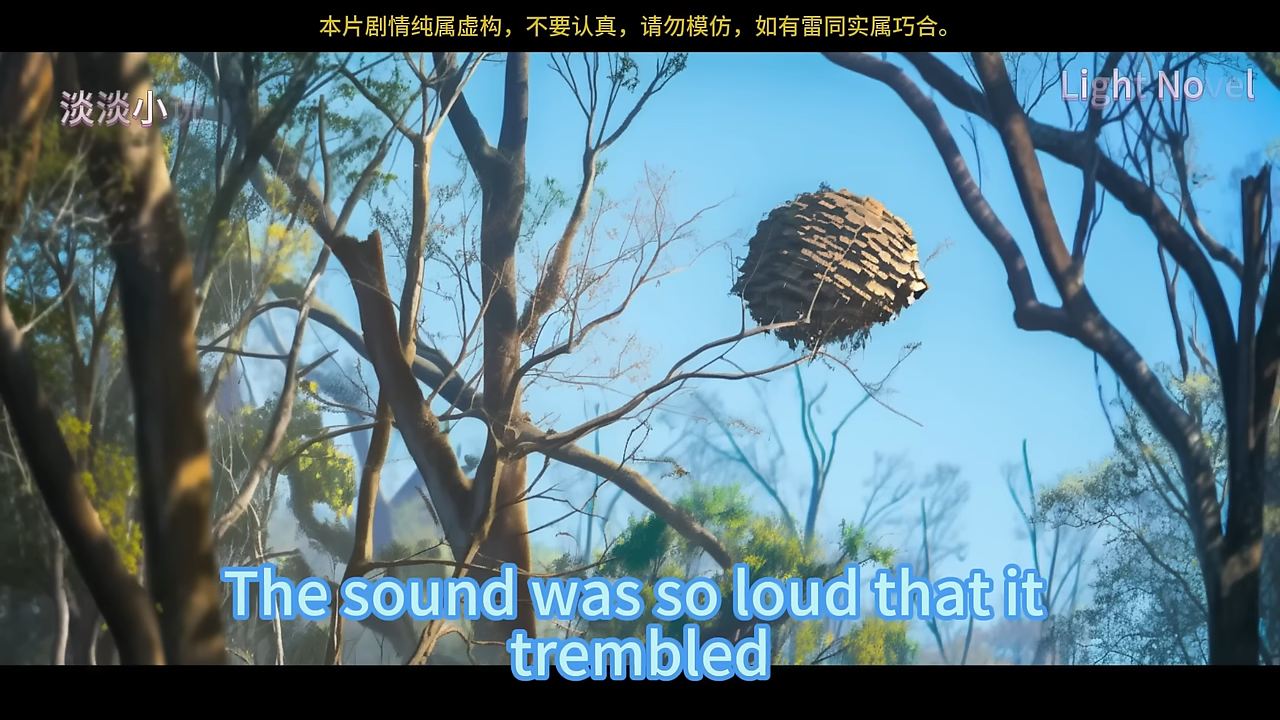 本片剧情纯属虚构，不要认真，请勿模仿，如有雷同实属巧合。
淡淡小
Light Novel
The sound was so loud that it
trembled